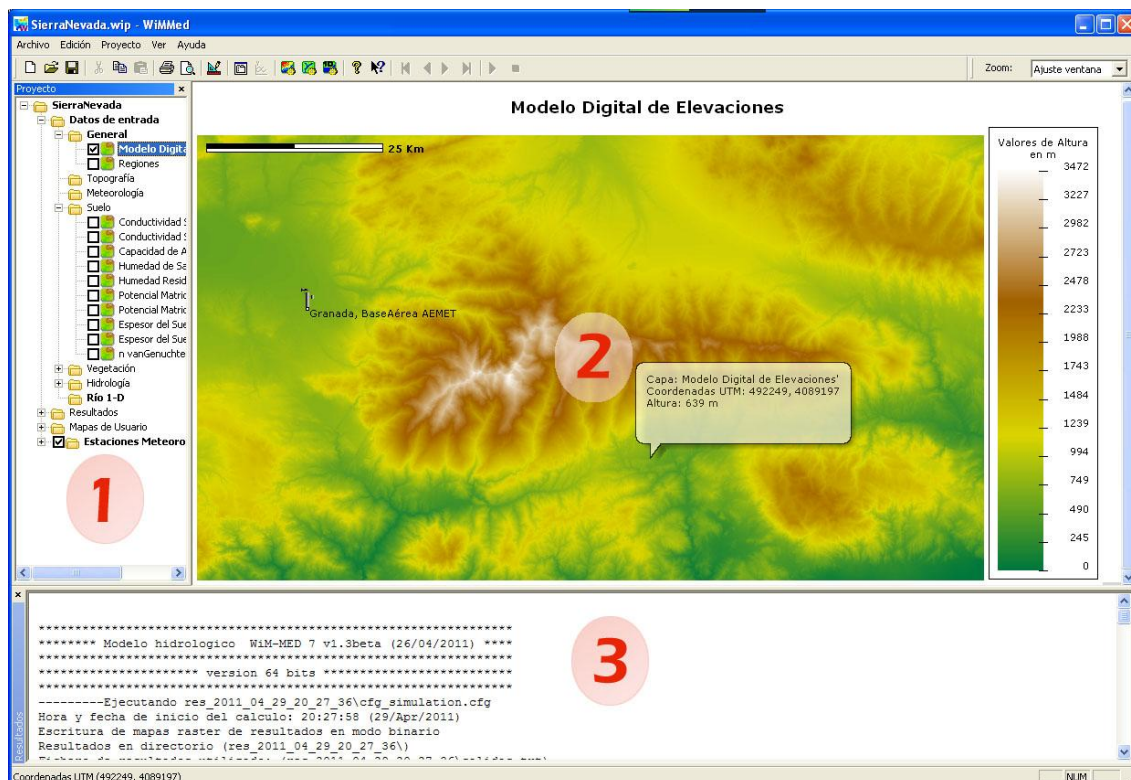 SierraNevada.wip - WiMMed
Archivo Edición Proyecto Ver Ayuda
Zoom: Ajuste ventana
Proyecto
SierraNevada
Datos de entrada
General
Modelo Digita
Regiones
Topografía
Meteorología
Suelo
Conductividad S
Conductividad S
Capacidad de A
Humedad de Sa
Humedad Resid
Potencial Matric
Potencial Matric
Espesor del Sue
Espesor del Sue
n vanGenuchte
Vegetación
Hidrología
Río 1-D
Resultados
Mapas de Usuario
Estaciones Meteoro
1
Modelo Digital de Elevaciones
25 Km
Granada, BaseAérea AEMET
2
Capa: Modelo Digital de Elevaciones'
Coordenadas UTM: 492249, 4089197
Altura: 639 m
Valores de Altura
en m
3472
3227
2982
2723
2478
2233
1988
1743
1484
1239
994
749
490
245
0
Resultados
******************************************************************
******** Modelo hidrologico WiM-MED 7 v1.3beta (26/04/2011) ****
******************************************************************
********************** version 64 bits **********************
******************************************************************
---------Ejecutando res_2011_04_29_20_27_36\cfg_simulation.cfg
Hora y fecha de inicio del calculo: 20:27:58 (29/Apr/2011)
Escritura de mapas raster de resultados en modo binario
Resultados en directorio (res_2011_04_29_20_27_36\)
3
Coordenadas UTM (492249, 4089197)
NUM